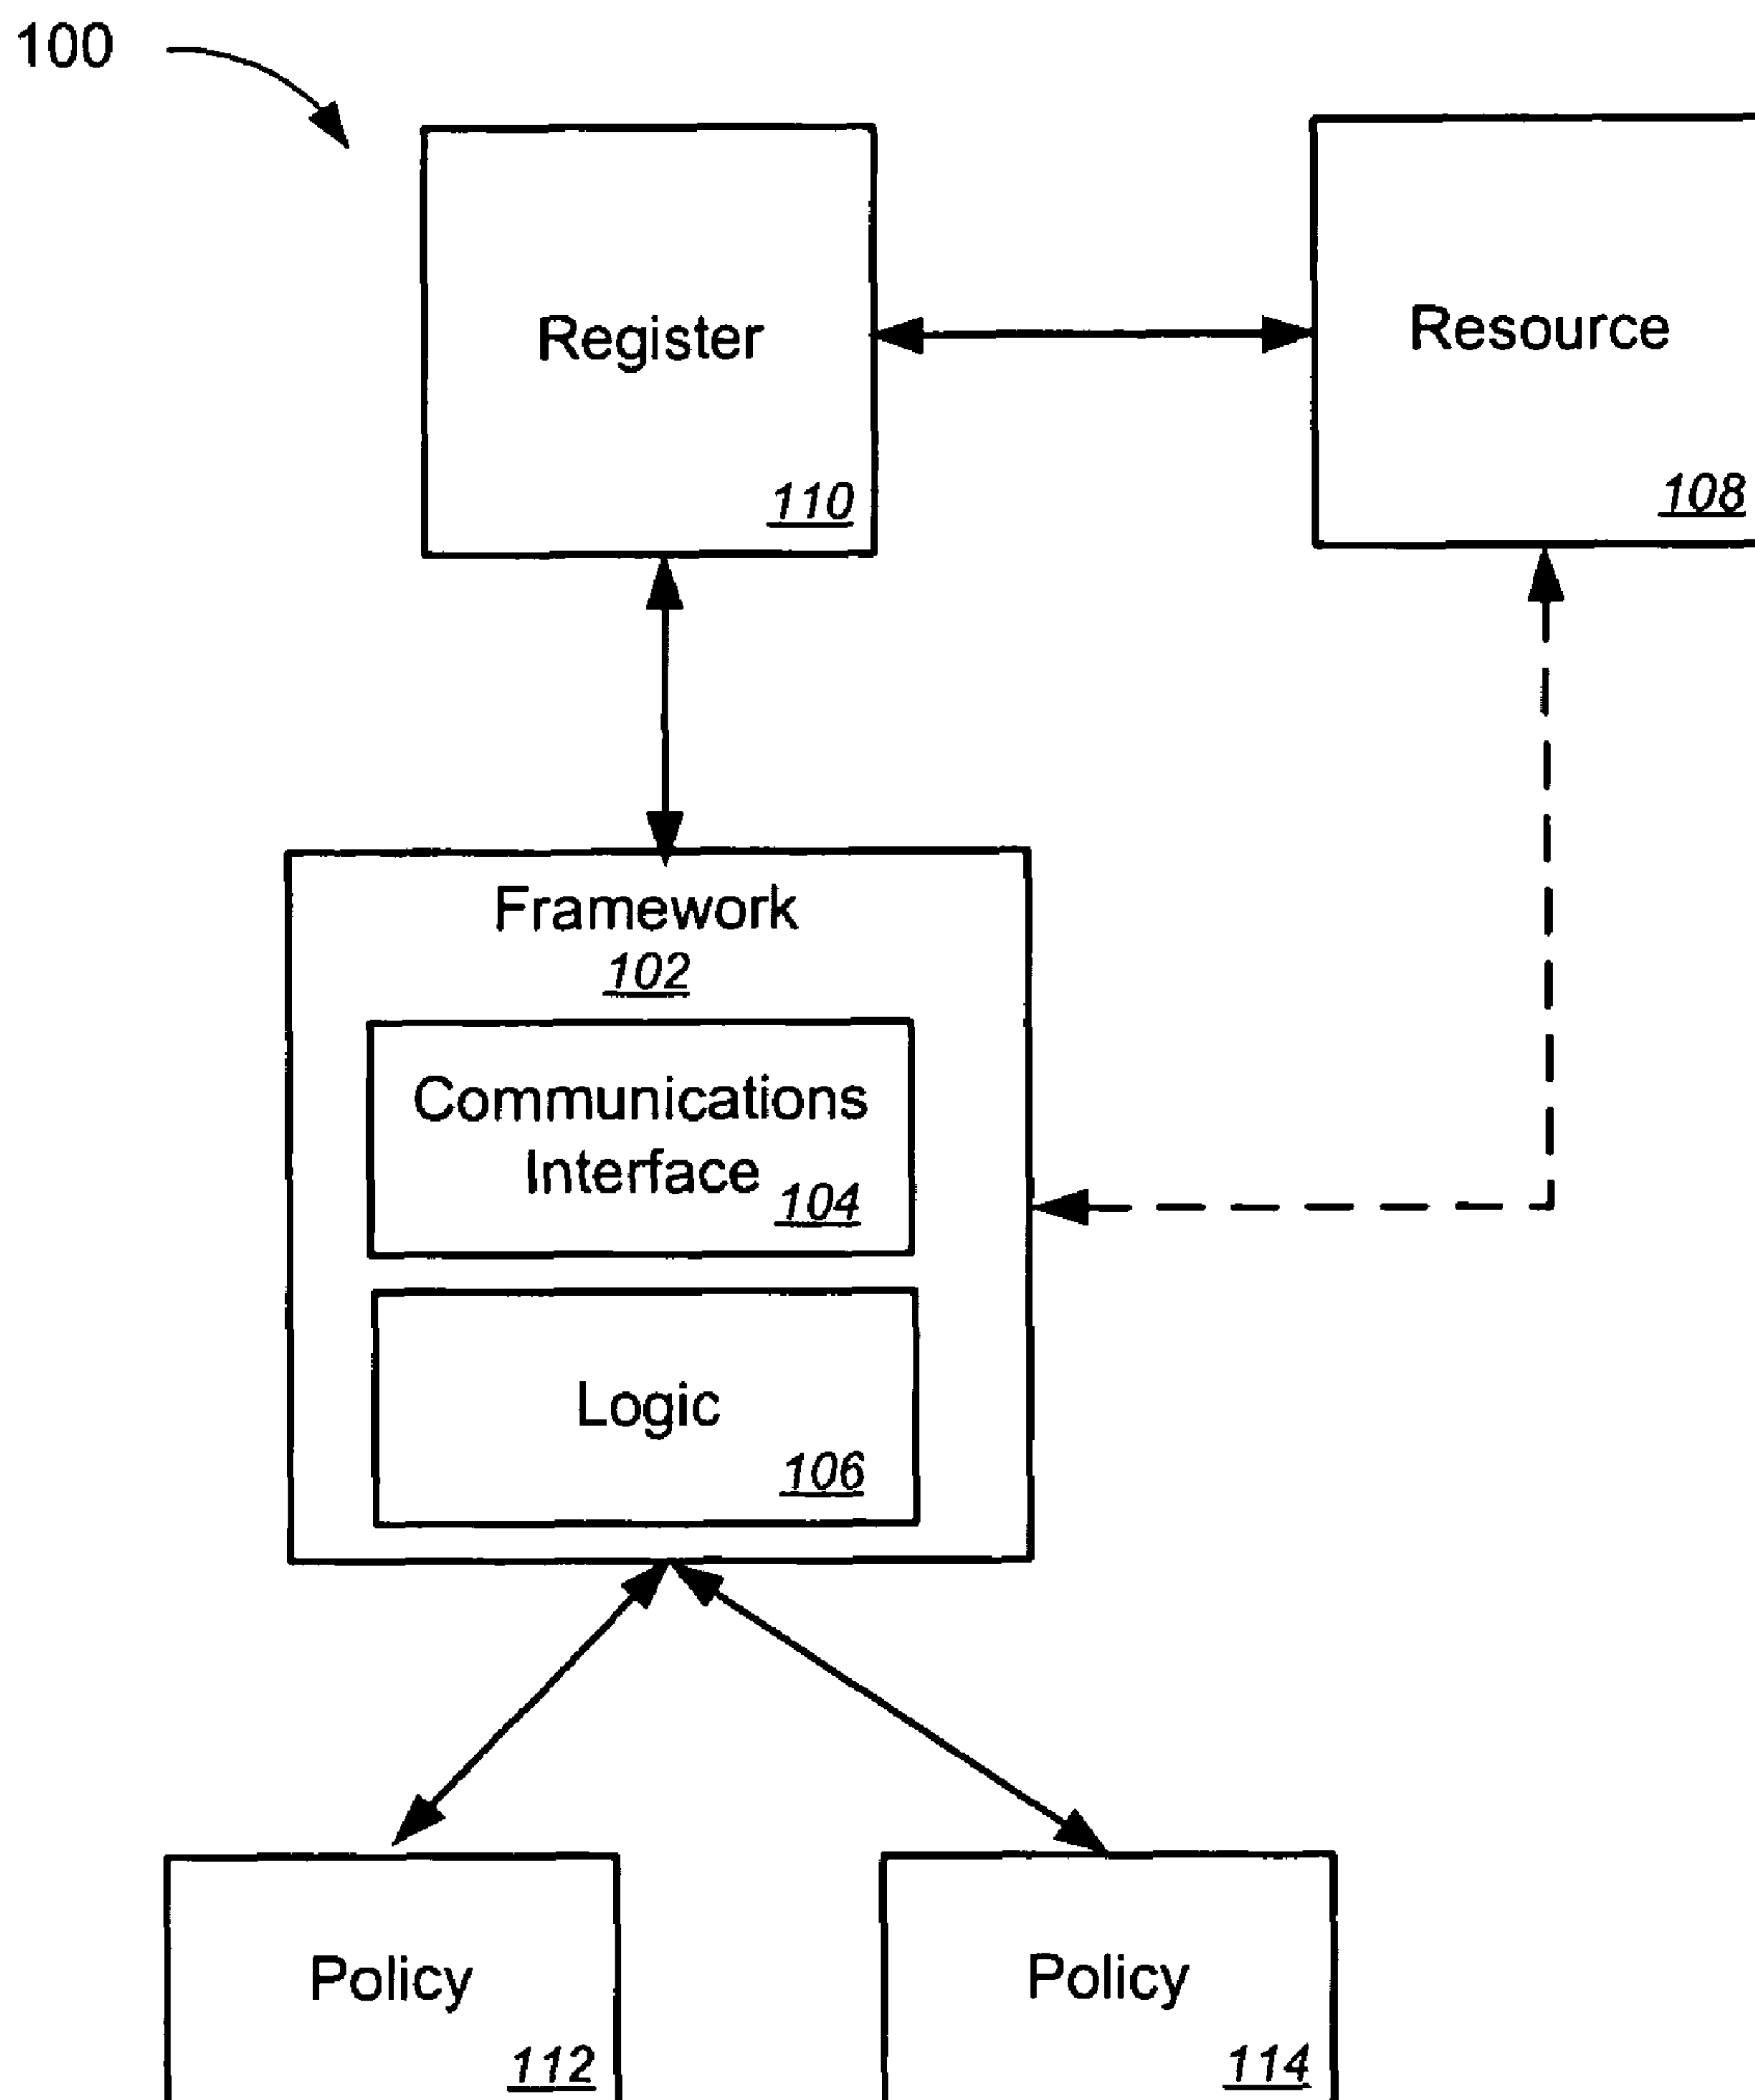 100
Register
110
Resource
108
Framework
102
Communications
Interface
104
Logic
106
Policy
112
Policy
114